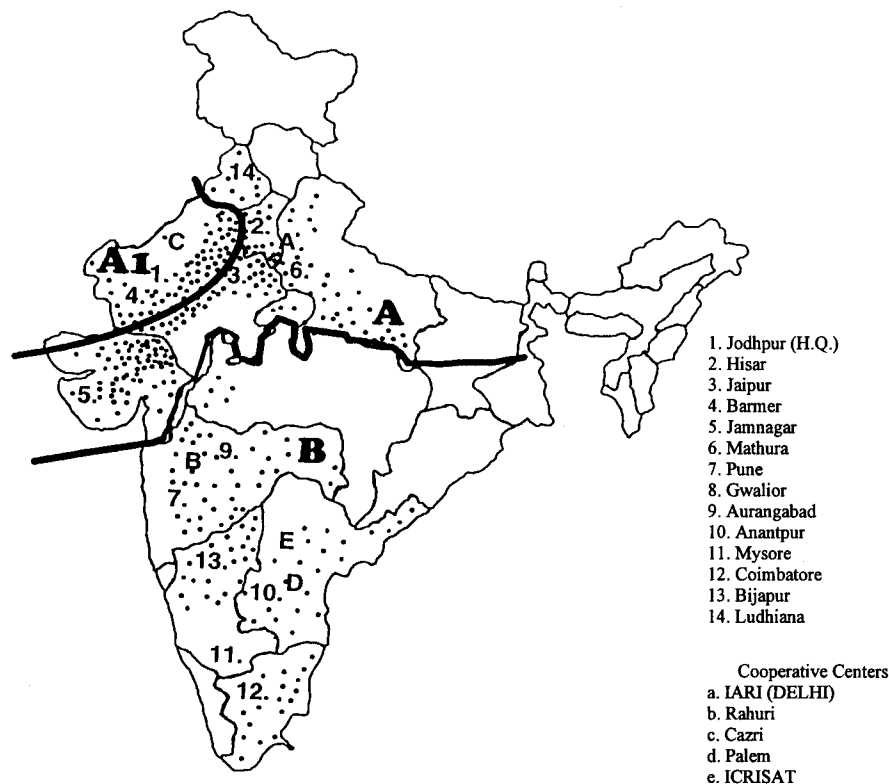 14.
2.
C
A
A1
1
3
6.
4
A
5.
B
9.
B
7
E
13.
10.
D
11.
12.
1. Jodhpur (H.Q.)
2. Hisar
3. Jaipur
4. Barmer
5. Jamnagar
6. Mathura
7. Pune
8. Gwalior
9. Aurangabad
10. Anantpur
11. Mysore
12. Coimbatore
13. Bijapur
14. Ludhiana
Cooperative Centers
a. IARI (DELHI)
b. Rahuri
c. Cazri
d. Palem
e. ICRISAT